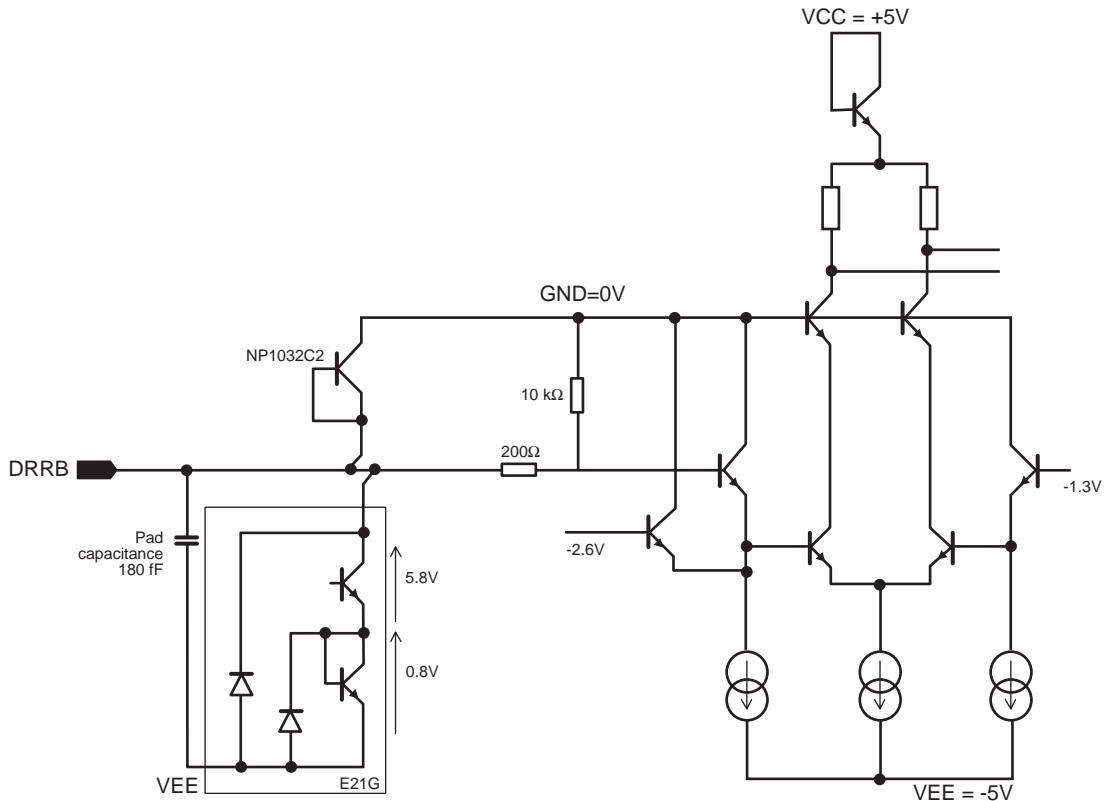 VCC = +5V
GND=0V
NP1032C2
10 kΩ
200Ω
DRRB
-1.3V
Pad
capacitance
180 fF
-2.6V
5.8V
0.8V
VEE
E21G
VEE = -5V